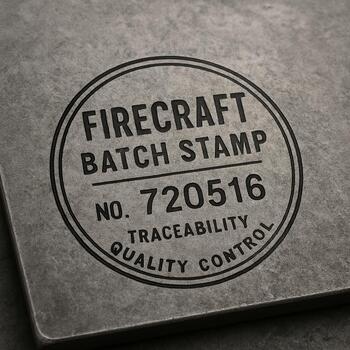 FIRECRAFT
BATCH STAMP
NO. 720516
TRACEABILITY
QUALITY CONTROL